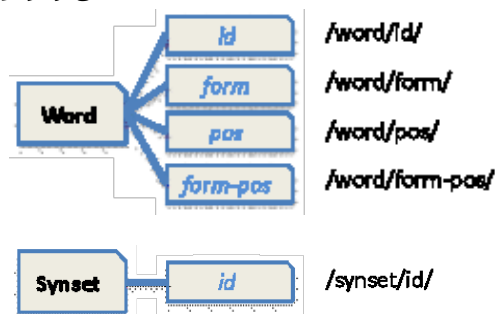 id /word/id/
form /word/form/
Word
pos /word/pos/
form-pos /word/form-pos/
Synset id /synset/id/